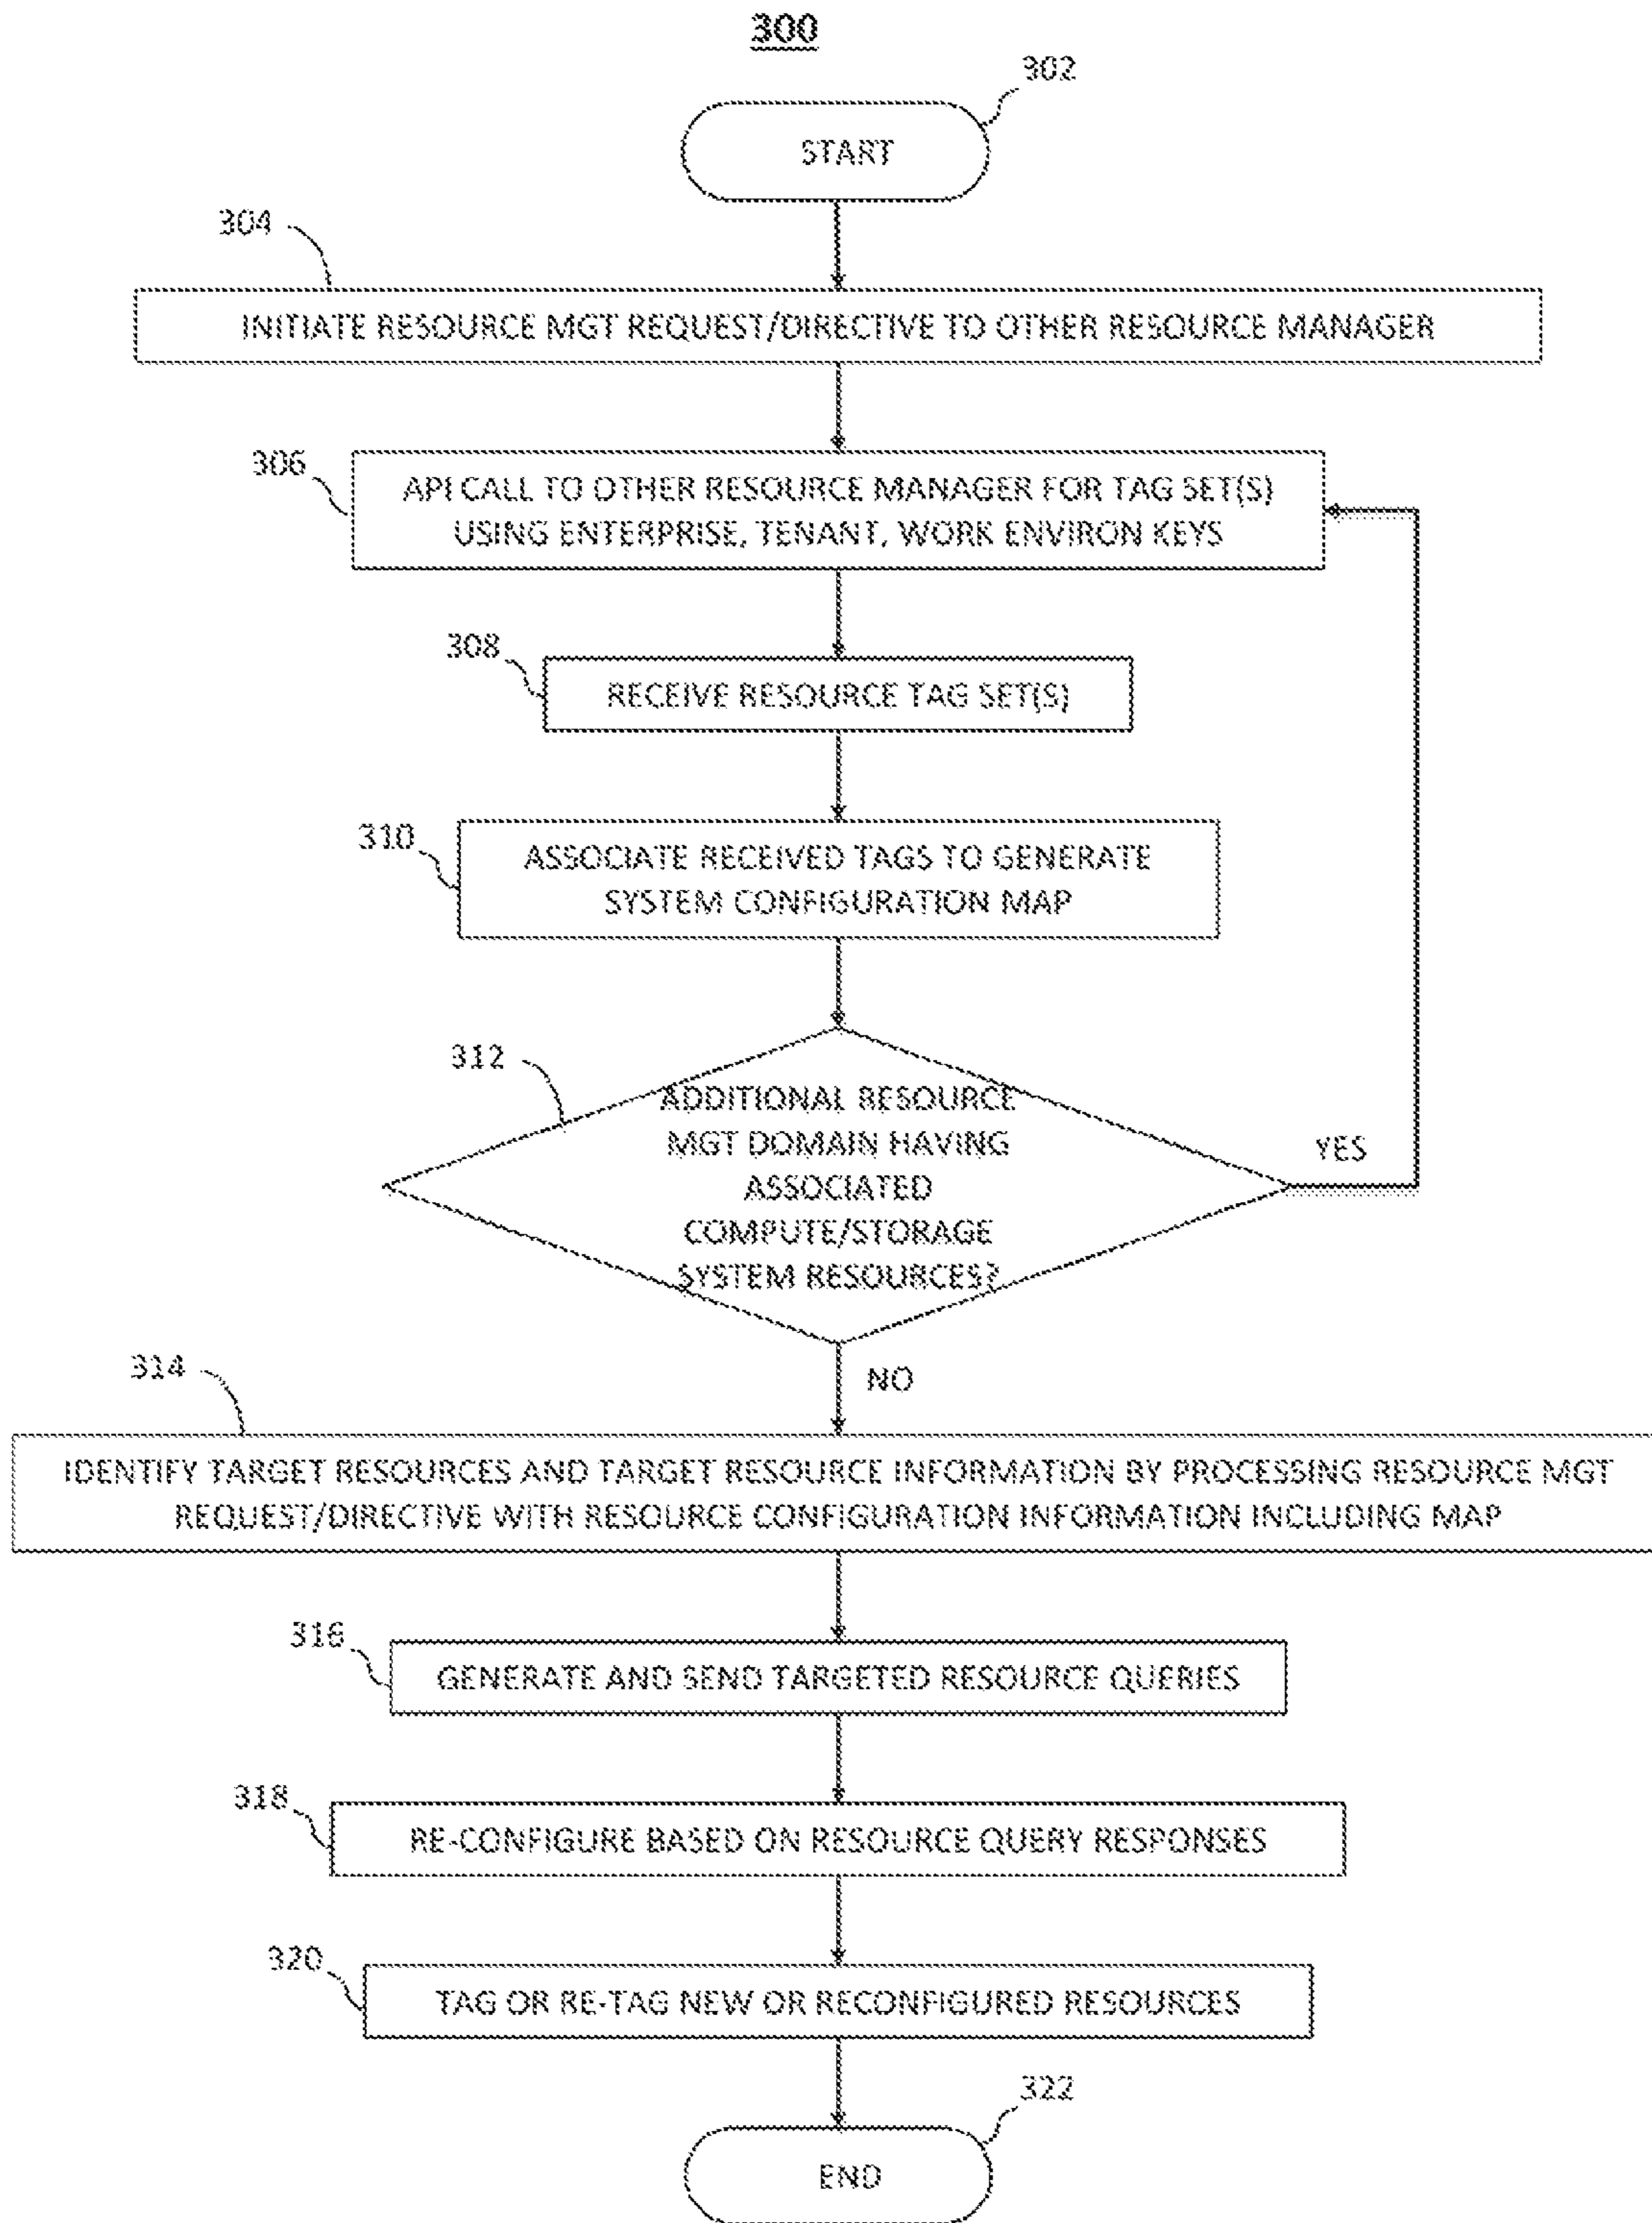 300
302
START
304
INITIATE RESOURCE MGT REQUEST/DIRECTIVE TO OTHER RESOURCE MANAGER
306
API CALL TO OTHER RESOURCE MANAGER FOR TAG SET(S)
USING ENTERPRISE, TENANT, WORK ENVIRON KEYS
308
RECEIVE RESOURCE TAG SET(S)
310
ASSOCIATE RECEIVED TAGS TO GENERATE
SYSTEM CONFIGURATION MAP
312
ADDITIONAL RESOURCE
MGT DOMAIN HAVING
ASSOCIATED
COMPUTE/STORAGE
SYSTEM RESOURCES?
YES
NO
314
IDENTIFY TARGET RESOURCES AND TARGET RESOURCE INFORMATION BY PROCESSING RESOURCE MGT
REQUEST/DIRECTIVE WITH RESOURCE CONFIGURATION INFORMATION INCLUDING MAP
316
GENERATE AND SEND TARGETED RESOURCE QUERIES
318
RE-CONFIGURE BASED ON RESOURCE QUERY RESPONSES
320
TAG OR RE-TAG NEW OR RECONFIGURED RESOURCES
322
END